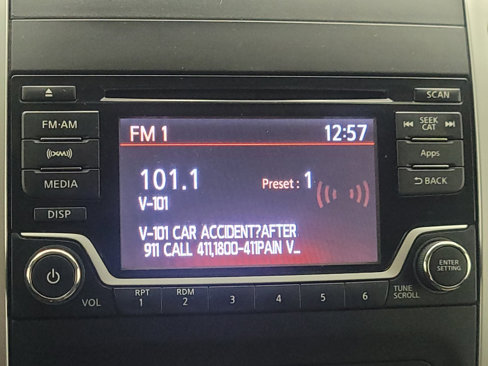 SCAN
FM·AM
((XM))
MEDIA
DISP
FM 1 12:57
101.1 Preset : 1
V-101
V-101 CAR ACCIDENT?AFTER
911 CALL 411,1800-411PAIN V_
SEEK
CAT
Apps
BACK
VOL
RPT
1
RDM
2
3
4
5
6
TUNE
SCROLL
ENTER
SETTING